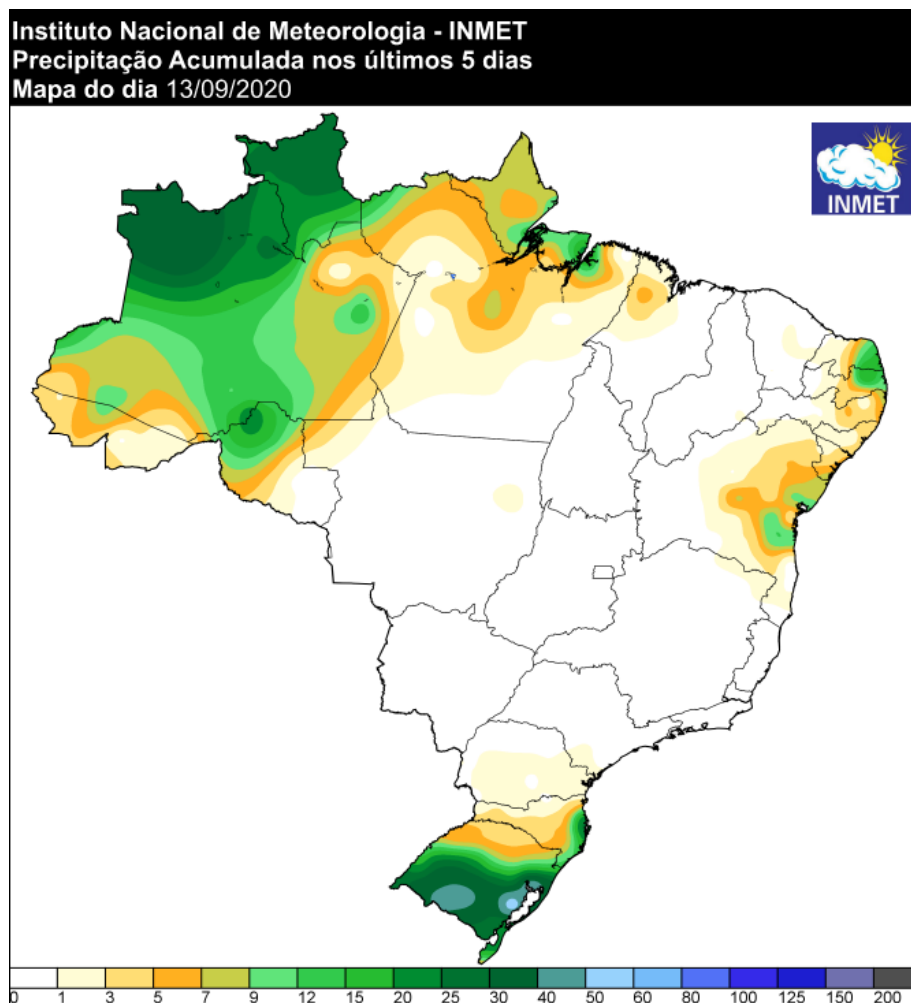 Instituto Nacional de Meteorologia - INMET
Precipitação Acumulada nos últimos 5 dias
Mapa do dia 13/09/2020
INMET
0 1 3 5 7 9 12 15 20 25 30 40 50 60 80 100 125 150 200